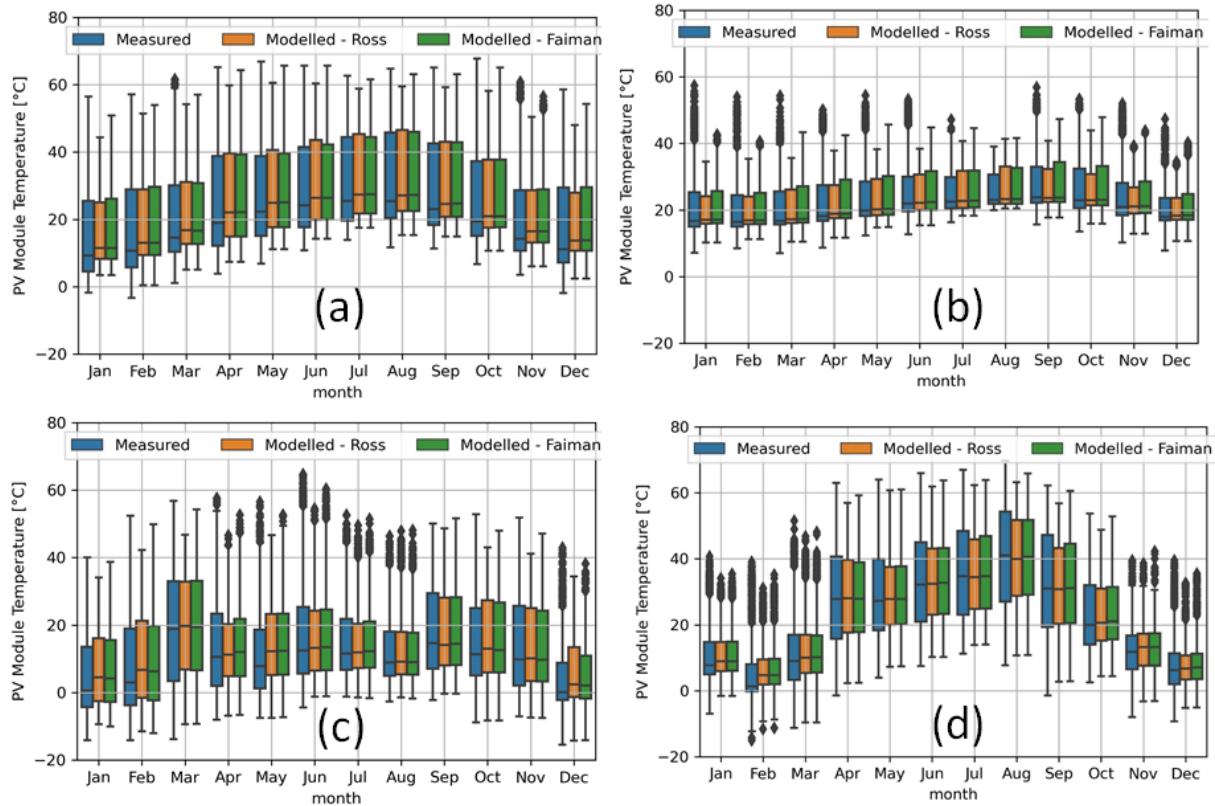 80
60
40
20
0
−20
PV Module Temperature [°C]
Measured Modelled - Ross Modelled - Faiman
(a)
Jan Feb Mar Apr May Jun Jul Aug Sep Oct Nov Dec
month
80
60
40
20
0
−20
PV Module Temperature [°C]
Measured Modelled - Ross Modelled - Faiman
(b)
Jan Feb Mar Apr May Jun Jul Aug Sep Oct Nov Dec
month
80
60
40
20
0
−20
PV Module Temperature [°C]
Measured Modelled - Ross Modelled - Faiman
(c)
Jan Feb Mar Apr May Jun Jul Aug Sep Oct Nov Dec
month
80
60
40
20
0
−20
PV Module Temperature [°C]
Measured Modelled - Ross Modelled - Faiman
(d)
Jan Feb Mar Apr May Jun Jul Aug Sep Oct Nov Dec
month